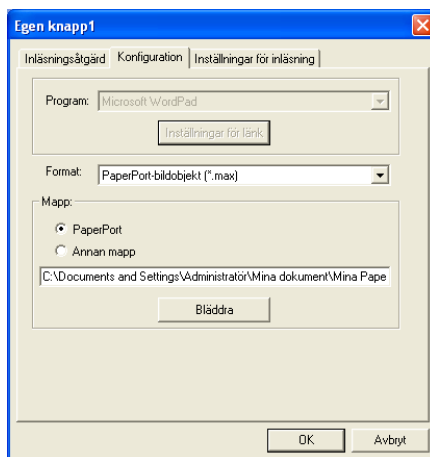 Egen knapp1
Inläsningsåtgärd Konfiguration Inställningar för inläsning
Program: Microsoft WordPad
Inställningar för länk
Format: PaperPort-bildobjekt (*.max)
Mapp:
PaperPort
Annan mapp
C:\Documents and Settings\Administratör\Mina dokument\Mina Pape
Bläddra
OK Avbryt